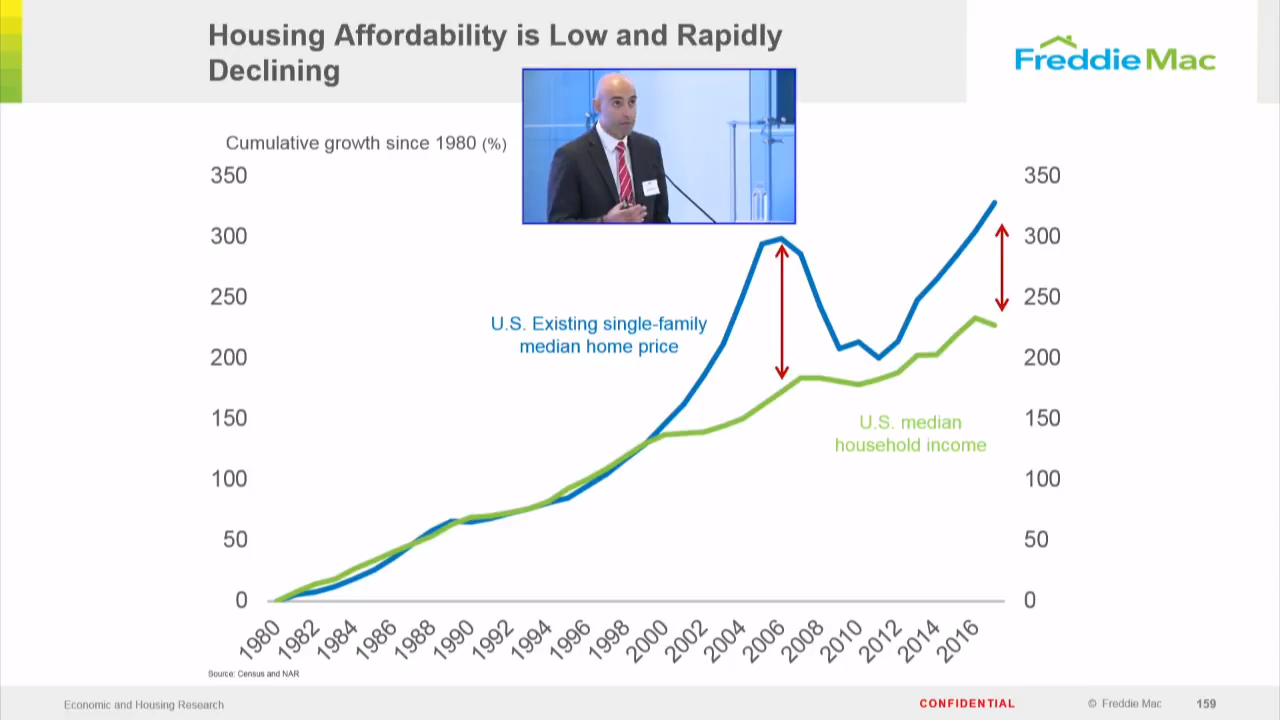 Housing Affordability is Low and Rapidly
Declining
Freddie Mac
Cumulative growth since 1980 (%)
350
300
250
200
150
100
50
0
350
300
250
200
150
100
50
0
U.S. Existing single-family
median home price
U.S. median
household income
1980 1982 1984 1986 1988 1990 1992 1994 1996 1998 2000 2002 2004 2006 2008 2010 2012 2014 2016
Source: Census and NAR
Economic and Housing Research CONFIDENTIAL © Freddie Mac 159